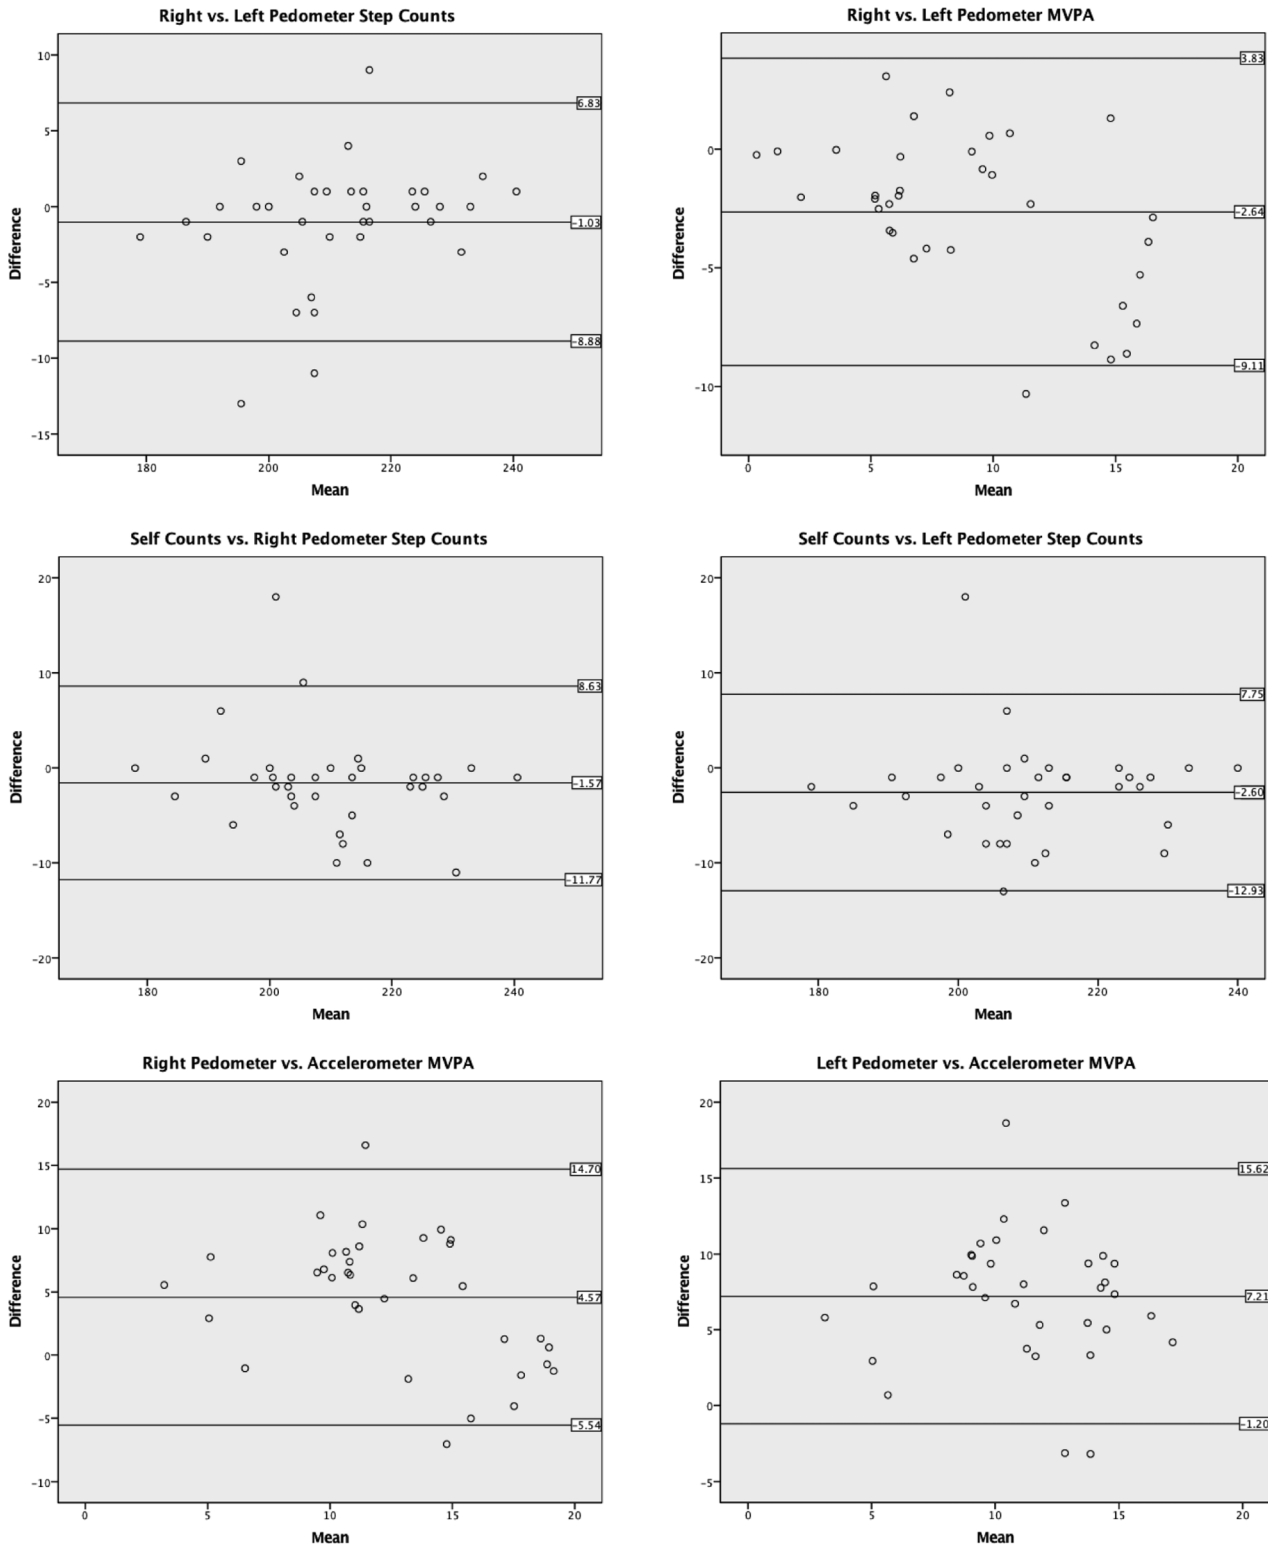 Right vs. Left Pedometer Step Counts
10
5
0
−5
−10
−15
Difference
6.83
−1.03
−8.88
180 200 220 240
Mean
Right vs. Left Pedometer MVPA
0
−5
−10
Difference
3.83
−2.64
−9.11
0 5 10 15 20
Mean
Self Counts vs. Right Pedometer Step Counts
20
10
0
−10
−20
Difference
8.63
−1.57
−11.77
180 200 220 240
Mean
Self Counts vs. Left Pedometer Step Counts
20
10
0
−10
−20
Difference
7.75
−2.60
−12.93
180 200 220 240
Mean
Right Pedometer vs. Accelerometer MVPA
20
15
10
5
0
−5
−10
Difference
14.70
4.57
−5.54
0 5 10 15 20
Mean
Left Pedometer vs. Accelerometer MVPA
20
15
10
5
0
−5
Difference
15.62
7.21
−1.20
0 5 10 15 20
Mean